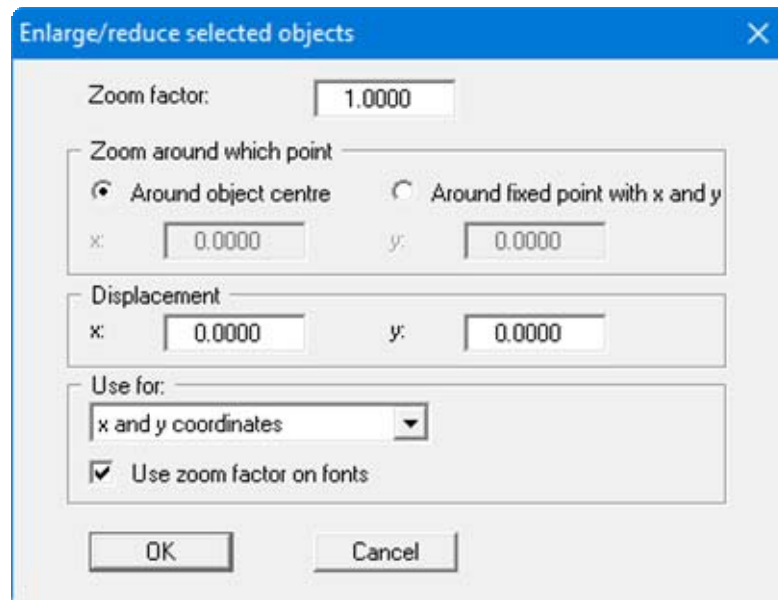 Enlarge/reduce selected objects
Zoom factor: 1.0000
Zoom around which point
Around object centre Around fixed point with x and y
x: 0.0000 y: 0.0000
Displacement
x: 0.0000 y: 0.0000
Use for:
x and y coordinates
Use zoom factor on fonts
OK Cancel